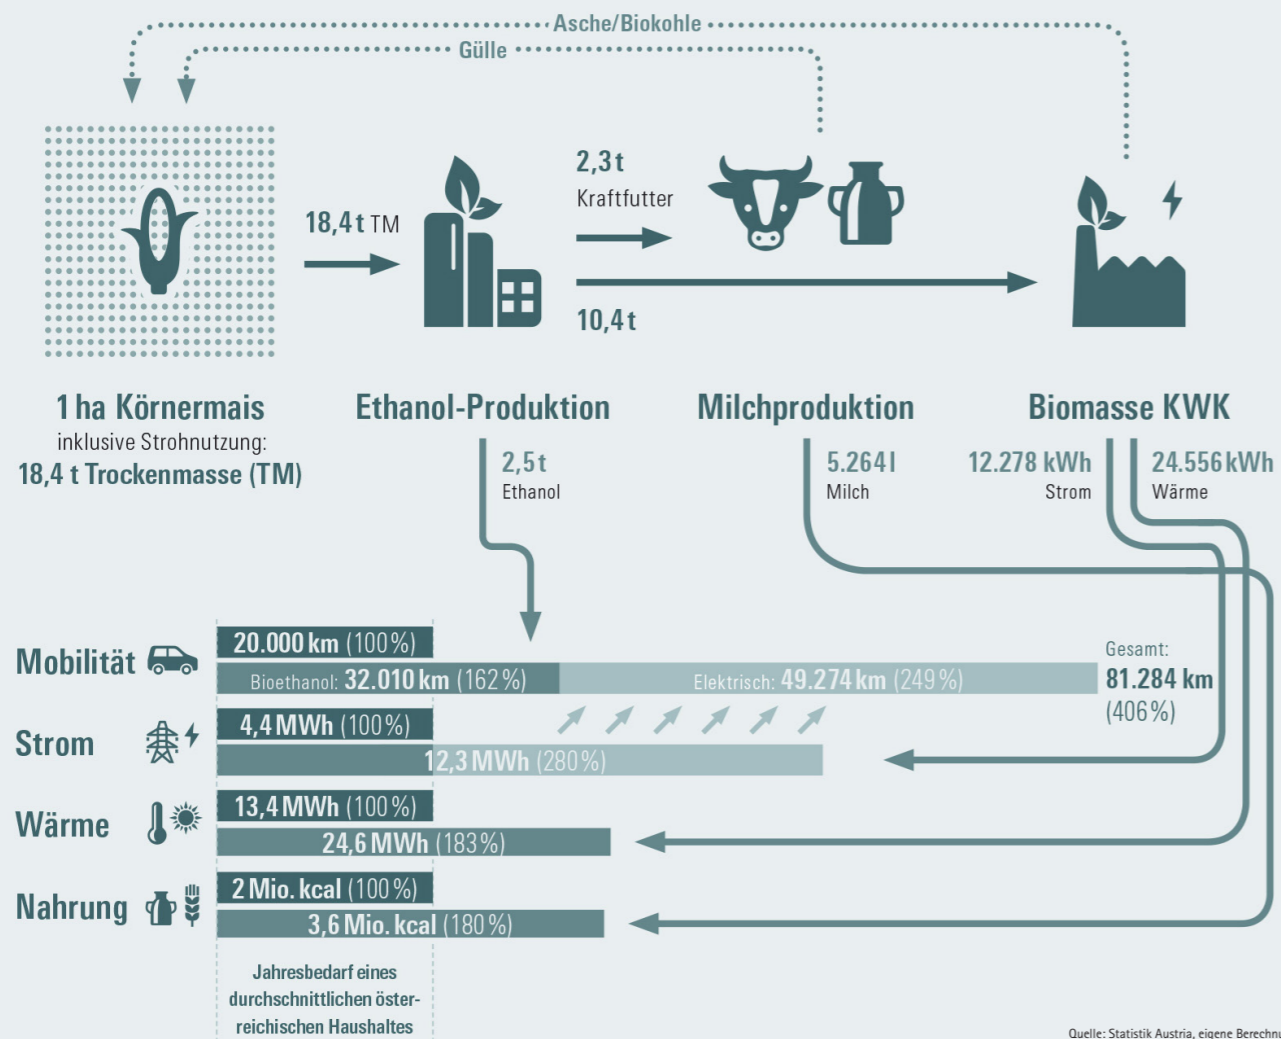 Asche/Biokohle
Gülle
18,4 t TM
2,3 t
Kraftfutter
10,4 t
1 ha Körnermais
inklusive Strohnutzung:
18,4 t Trockenmasse (TM)
Ethanol-Produktion
Milchproduktion
Biomasse KWK
2,5 t
Ethanol
5.264 l
Milch
12.278 kWh
Strom
24.556 kWh
Wärme
Mobilität
20.000 km (100%)
Bioethanol: 32.010 km (162%)
Elektrisch: 49.274 km (249%)
Gesamt:
81.284 km
(406%)
Strom
4,4 MWh (100%)
12,3 MWh (280%)
Wärme
13,4 MWh (100%)
24,6 MWh (183%)
Nahrung
2 Mio. kcal (100%)
3,6 Mio. kcal (180%)
Jahresbedarf eines
durchschnittlichen öster-
reichischen Haushaltes
Quelle: Statistik Austria, eigene